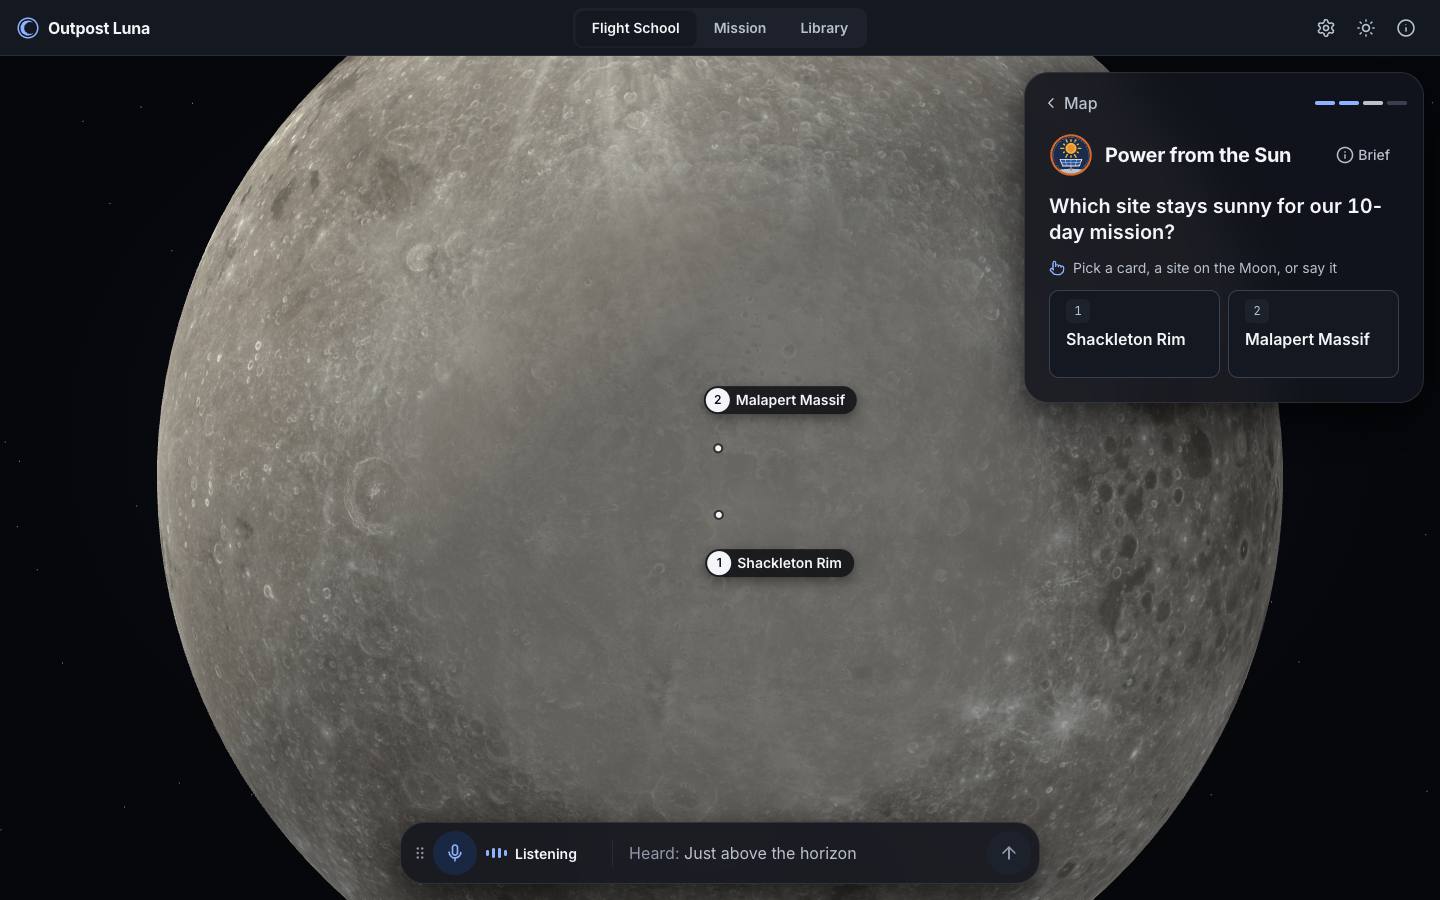 Outpost Luna
Flight School
Mission
Library
Map
Power from the Sun
Brief
Which site stays sunny for our 10-
day mission?
Pick a card, a site on the Moon, or say it
1
Shackleton Rim
2
Malapert Massif
2 Malapert Massif
1 Shackleton Rim
Listening
Heard: Just above the horizon